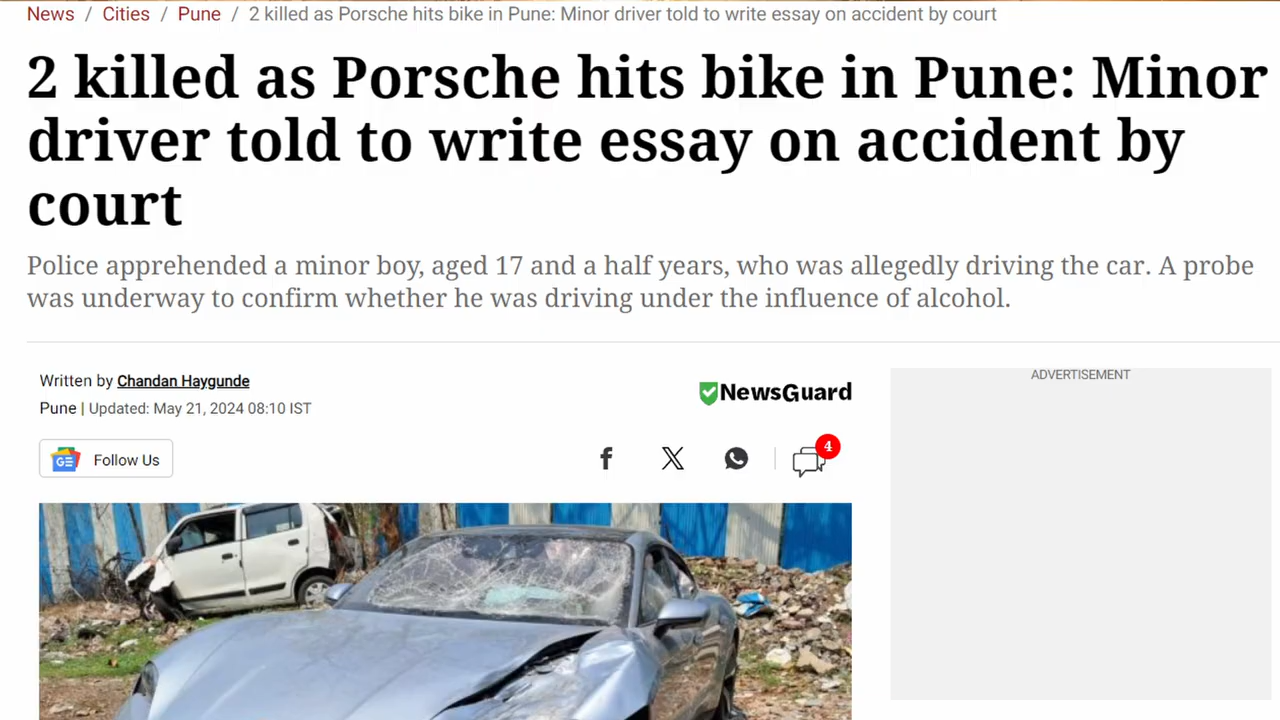 News / Cities / Pune / 2 killed as Porsche hits bike in Pune: Minor driver told to write essay on accident by court
2 killed as Porsche hits bike in Pune: Minor
driver told to write essay on accident by
court
Police apprehended a minor boy, aged 17 and a half years, who was allegedly driving the car. A probe
was underway to confirm whether he was driving under the influence of alcohol.
Written by Chandan Haygunde
Pune | Updated: May 21, 2024 08:10 IST
NewsGuard
ADVERTISEMENT
GE Follow Us
f X 4